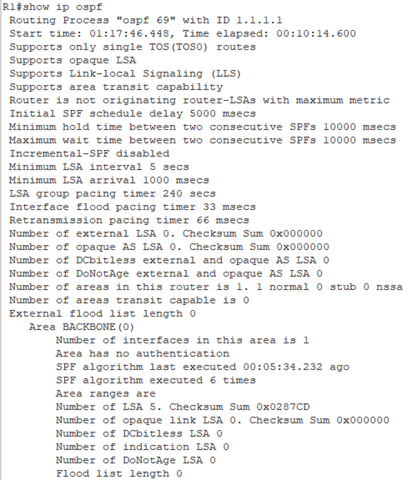 R1#show ip ospf
Routing Process "ospf 69" with ID 1.1.1.1
Start time: 01:17:46.448, Time elapsed: 00:10:14.600
Supports only single TOS(TOS0) routes
Supports opaque LSA
Supports Link-local Signaling (LLS)
Supports area transit capability
Router is not originating router-LSAs with maximum metric
Initial SPF schedule delay 5000 msecs
Minimum hold time between two consecutive SPFs 10000 msecs
Maximum wait time between two consecutive SPFs 10000 msecs
Incremental-SPF disabled
Minimum LSA interval 5 secs
Minimum LSA arrival 1000 msecs
LSA group pacing timer 240 secs
Interface flood pacing timer 33 msecs
Retransmission pacing timer 66 msecs
Number of external LSA 0. Checksum Sum 0x000000
Number of opaque AS LSA 0. Checksum Sum 0x000000
Number of DCbitless external and opaque AS LSA 0
Number of DoNotAge external and opaque AS LSA 0
Number of areas in this router is 1. 1 normal 0 stub 0 nssa
Number of areas transit capable is 0
External flood list length 0
Area BACKBONE(0)
Number of interfaces in this area is 1
Area has no authentication
SPF algorithm last executed 00:05:34.232 ago
SPF algorithm executed 6 times
Area ranges are
Number of LSA 5. Checksum Sum 0x0287CD
Number of opaque link LSA 0. Checksum Sum 0x000000
Number of DCbitless LSA 0
Number of indication LSA 0
Number of DoNotAge LSA 0
Flood list length 0